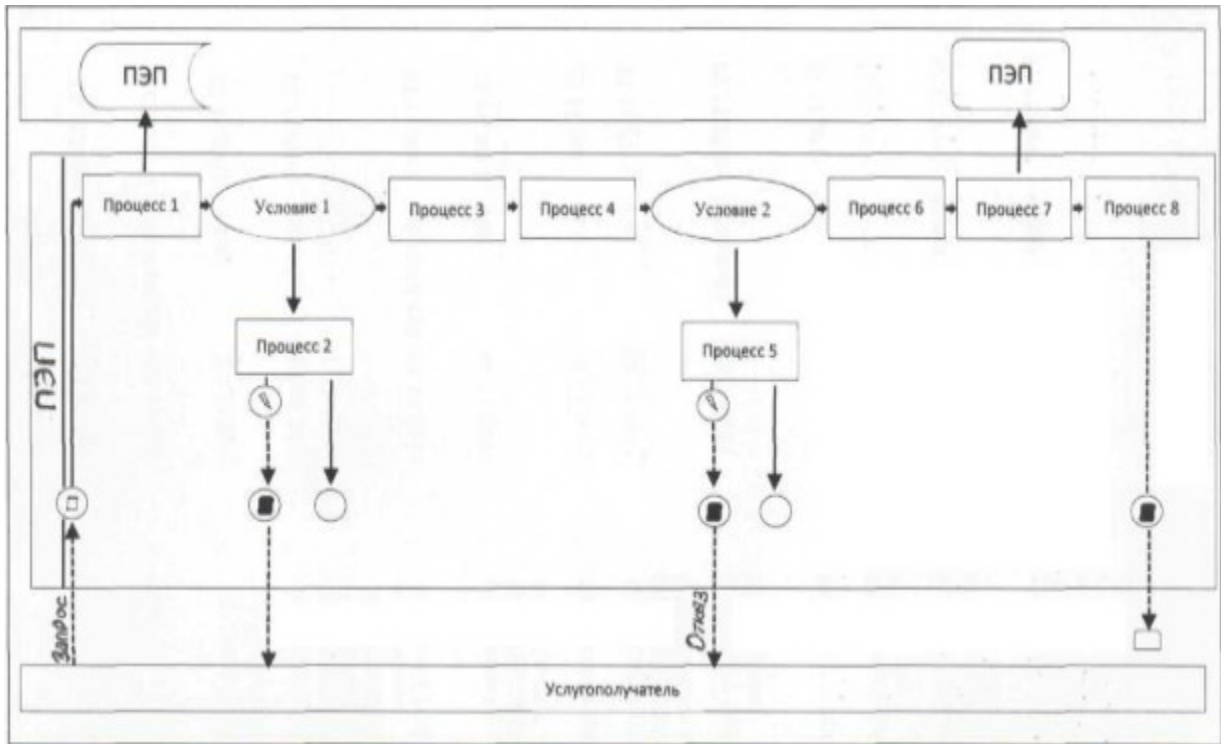 ПЭП
ПЭП
Процесс 1
Условие 1
Процесс 3
Процесс 4
Условие 2
Процесс 6
Процесс 7
Процесс 8
Процесс 2
Процесс 5
ПЭП
Запрос
Отказ
Услугополучатель